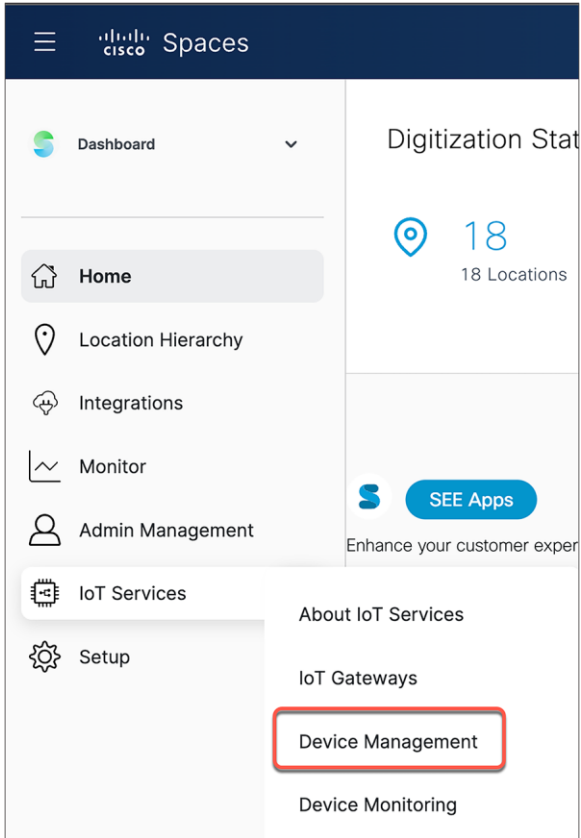 cisco Spaces
Dashboard
Digitization Stat
18
18 Locations
Home
Location Hierarchy
Integrations
Monitor
SEE Apps
Admin Management
Enhance your customer exper
IoT Services
About IoT Services
Setup
IoT Gateways
Device Management
Device Monitoring